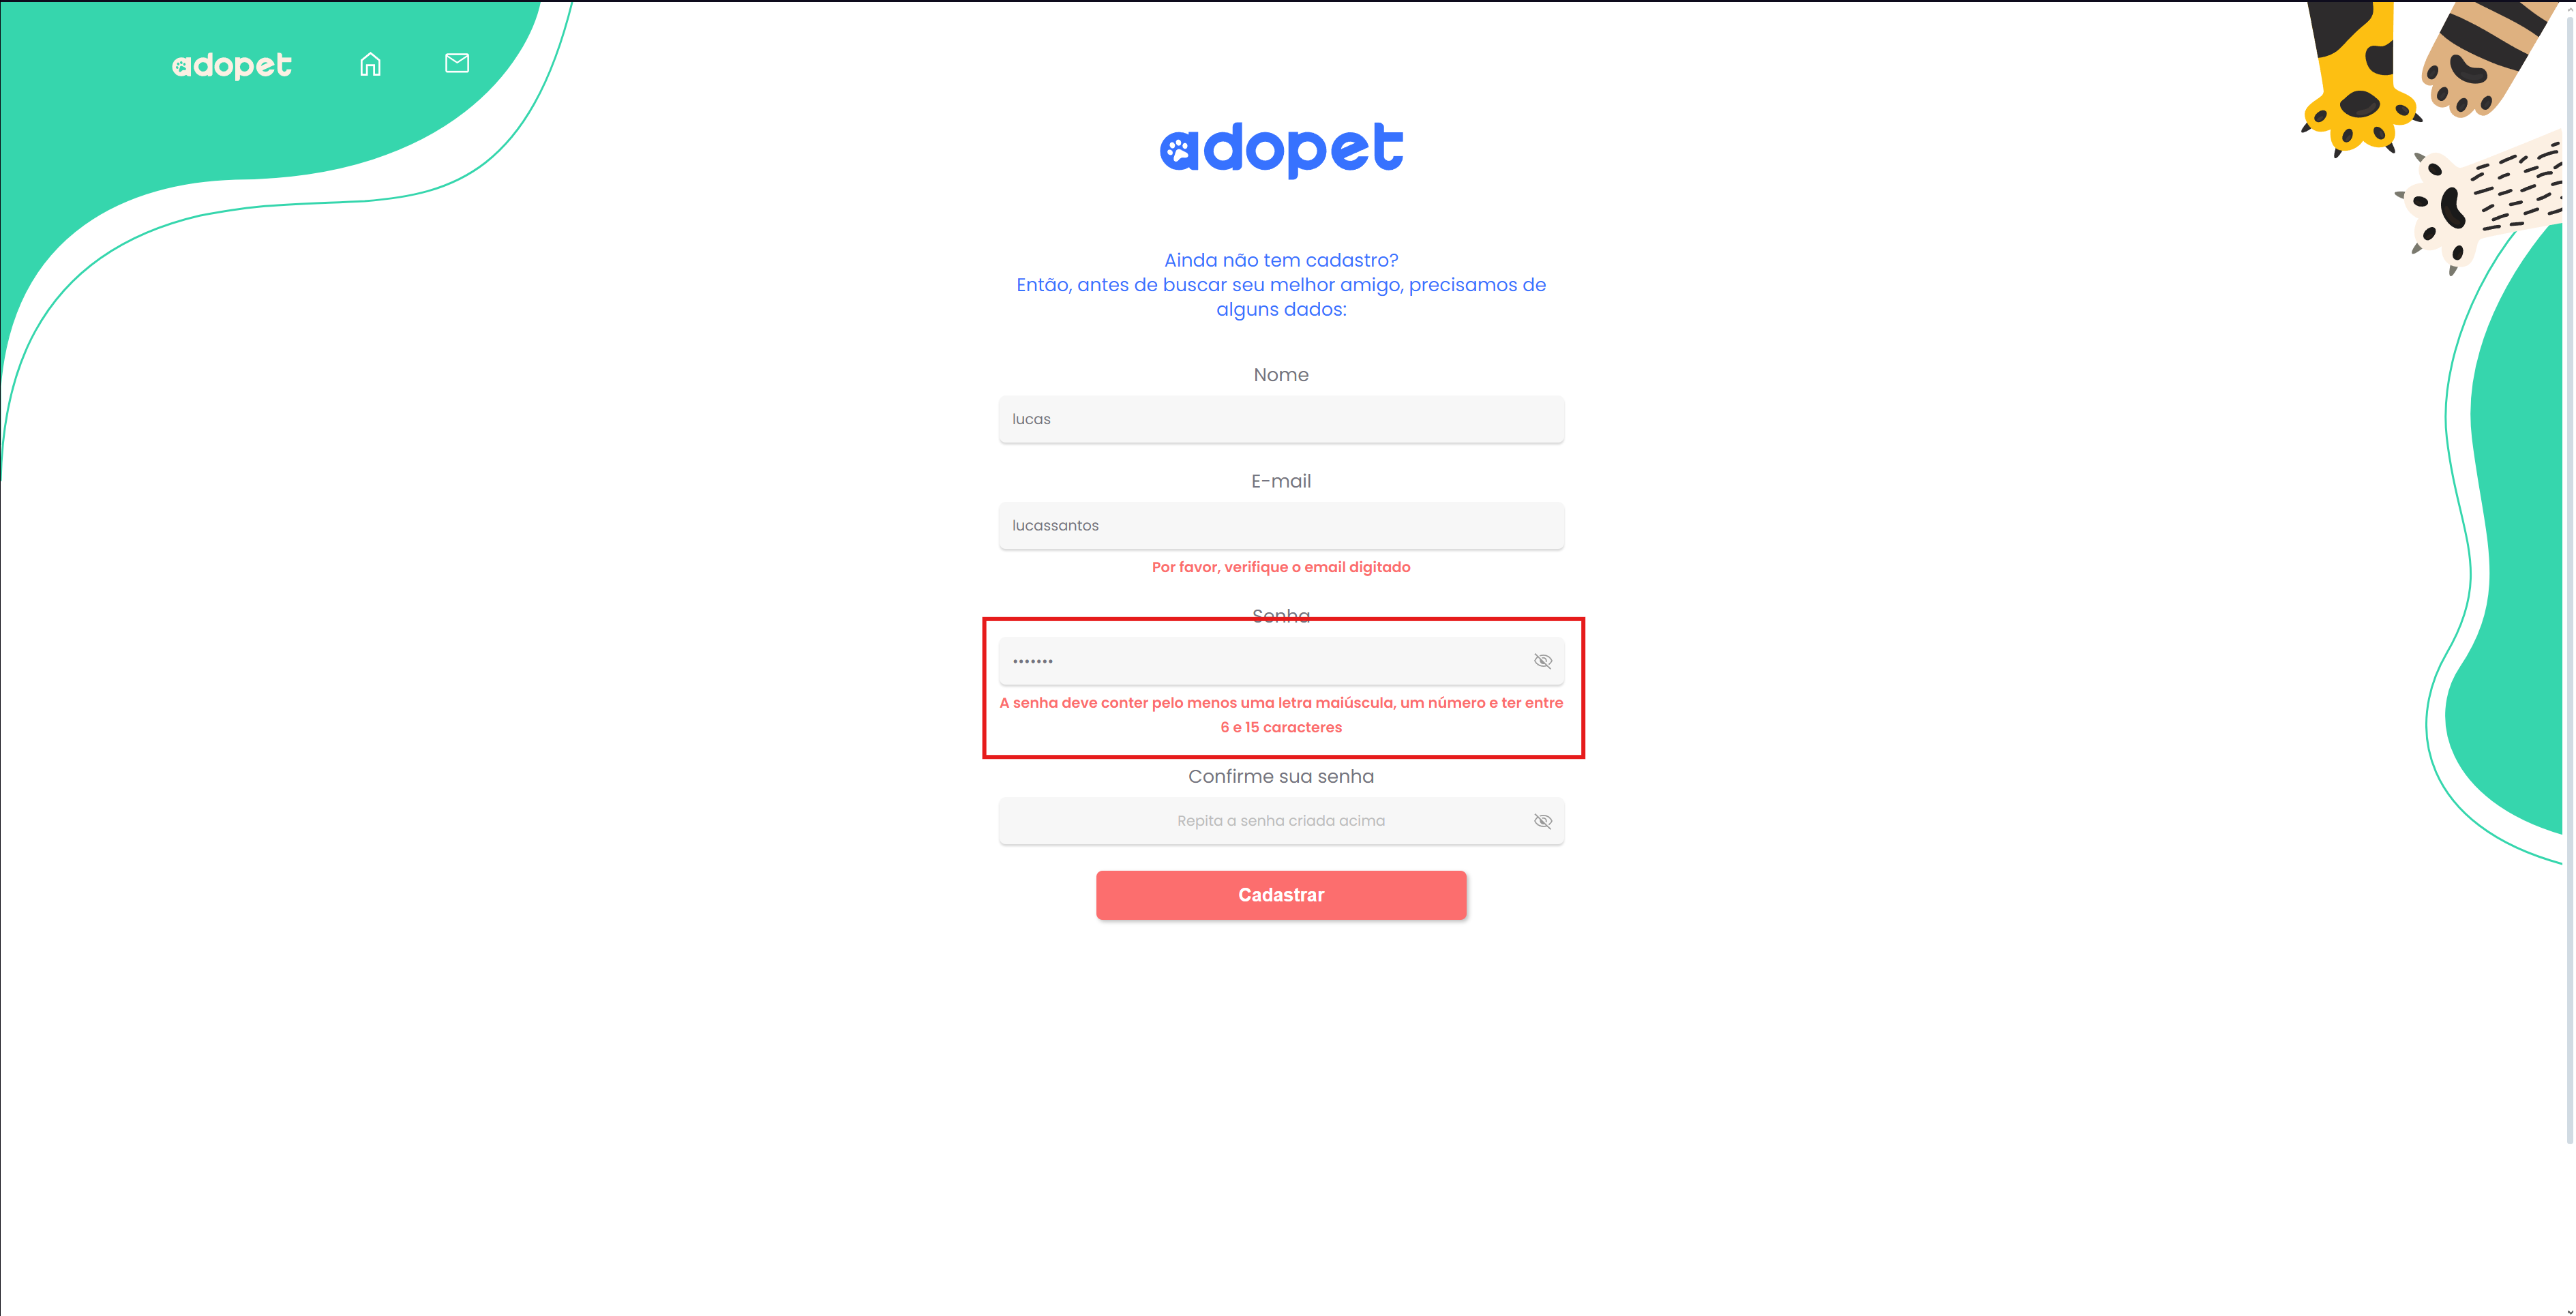 adopet
adopet
Ainda não tem cadastro?
Então, antes de buscar seu melhor amigo, precisamos de
alguns dados:
Nome
lucas
E-mail
lucassantos
Por favor, verifique o email digitado
Senha
•••••••
A senha deve conter pelo menos uma letra maiúscula, um número e ter entre
6 e 15 caracteres
Confirme sua senha
Repita a senha criada acima
Cadastrar